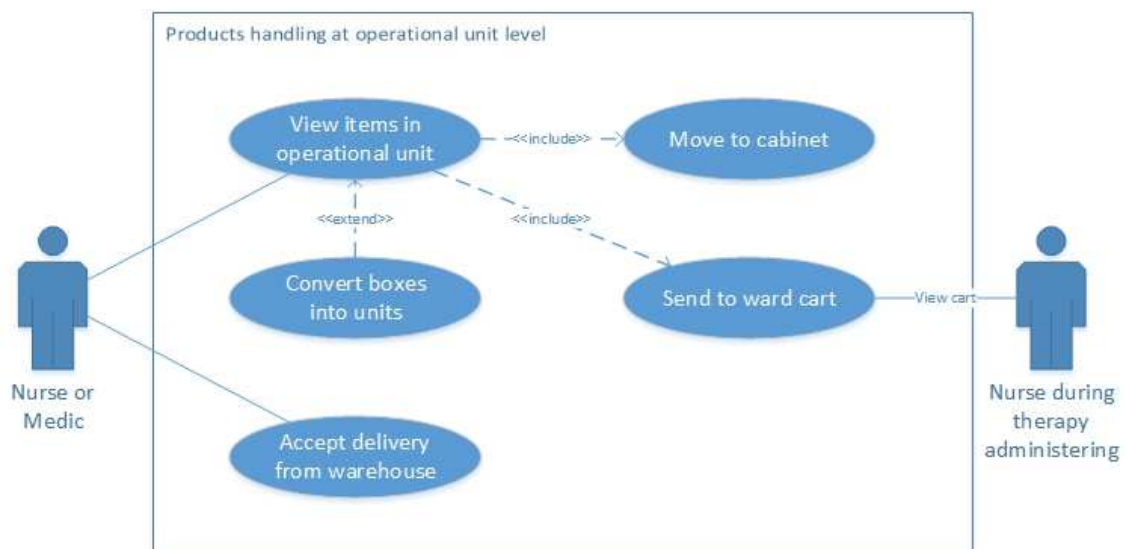 Products handling at operational unit level
View items in
operational unit
<<include>>
Move to cabinet
<<extend>>
<<include>>
Convert boxes
into units
Send to ward cart
View cart
Nurse or
Medic
Nurse during
therapy
administering
Accept delivery
from warehouse